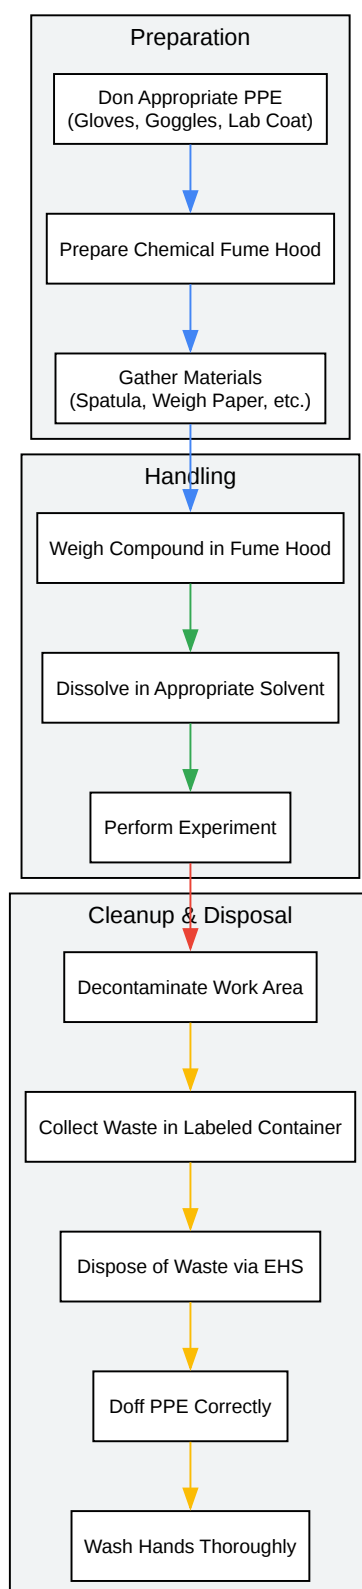 Preparation
Don Appropriate PPE
(Gloves, Goggles, Lab Coat)
Prepare Chemical Fume Hood
Gather Materials
(Spatula, Weigh Paper, etc.)
Handling
Weigh Compound in Fume Hood
Dissolve in Appropriate Solvent
Perform Experiment
Cleanup & Disposal
Decontaminate Work Area
Collect Waste in Labeled Container
Dispose of Waste via EHS
Doff PPE Correctly
Wash Hands Thoroughly